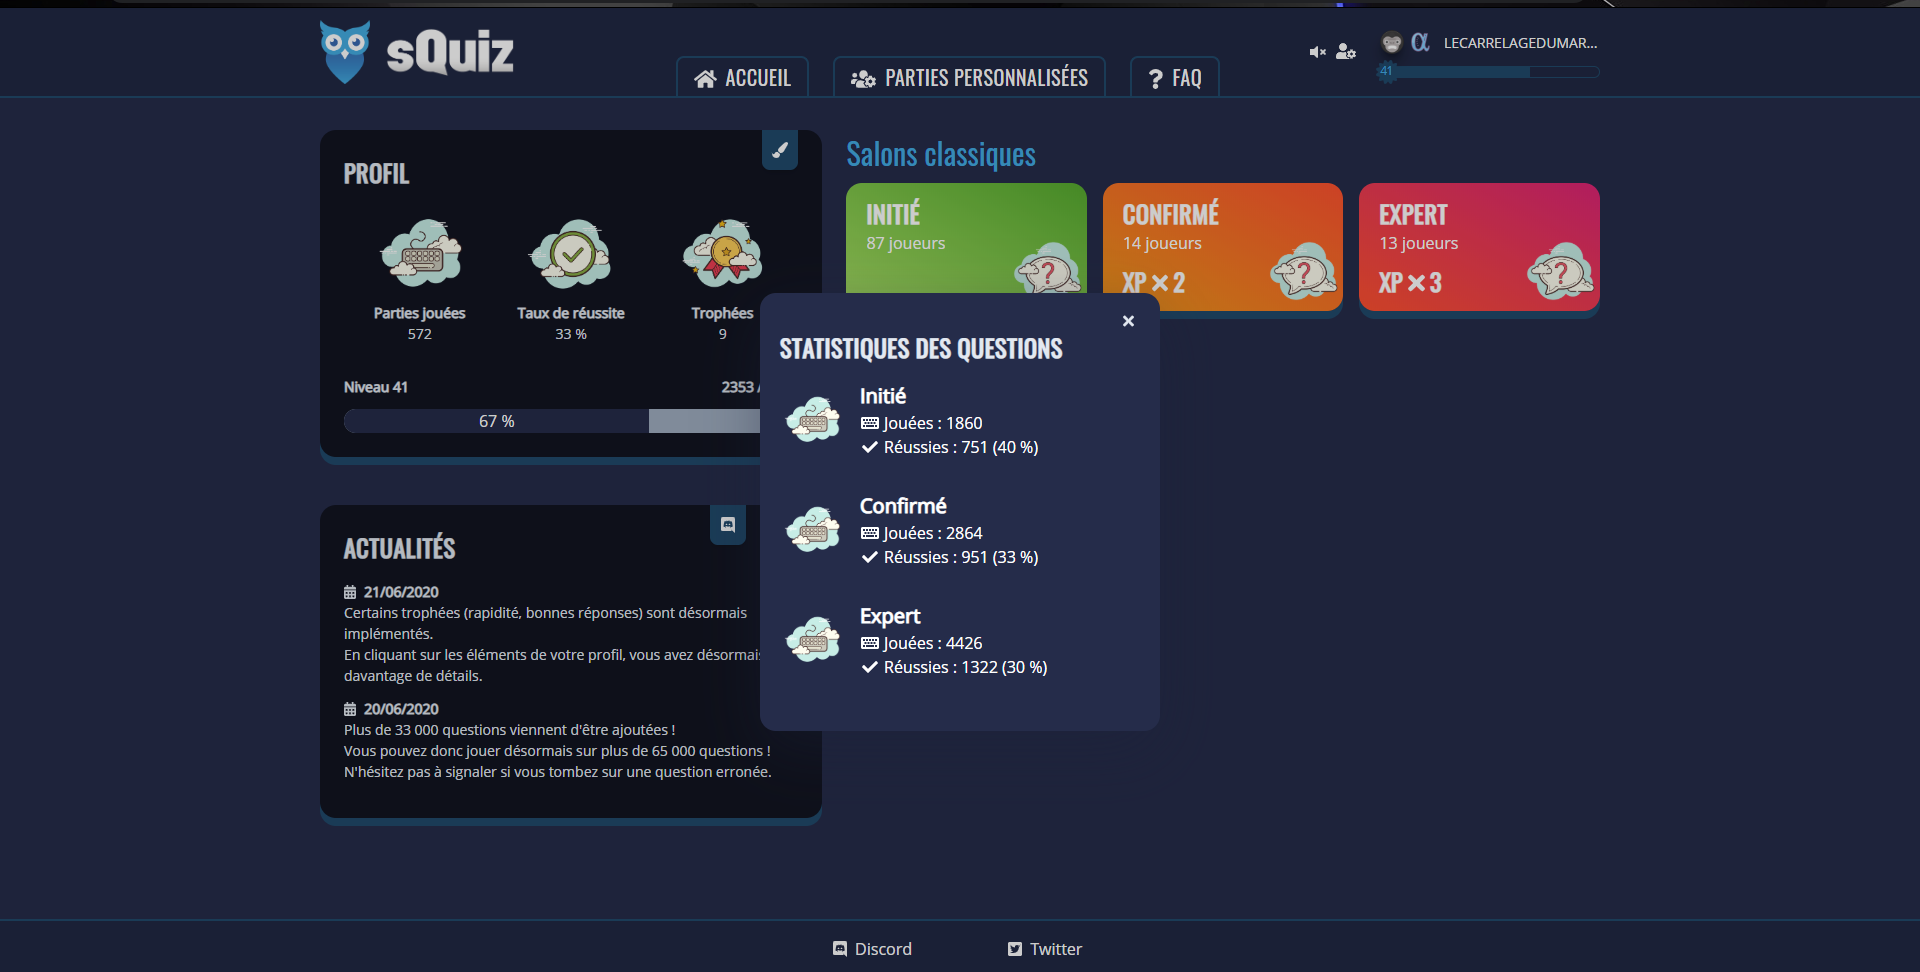 sQuiz
ACCUEIL
PARTIES PERSONNALISÉES
? FAQ
α LECARRELAGEDUMAR...
41
PROFIL
Parties jouées
572
Taux de réussite
33 %
Trophées
9
Niveau 41
2353 /
67 %
ACTUALITÉS
21/06/2020
Certains trophées (rapidité, bonnes réponses) sont désormais
implémentés.
En cliquant sur les éléments de votre profil, vous avez désormais
davantage de détails.
20/06/2020
Plus de 33 000 questions viennent d'être ajoutées !
Vous pouvez donc jouer désormais sur plus de 65 000 questions !
N'hésitez pas à signaler si vous tombez sur une question erronée.
Salons classiques
INITIÉ
87 joueurs
?
CONFIRMÉ
14 joueurs
XP × 2
?
EXPERT
13 joueurs
XP × 3
?
×
STATISTIQUES DES QUESTIONS
Initié
Jouées : 1860
Réussies : 751 (40 %)
Confirmé
Jouées : 2864
Réussies : 951 (33 %)
Expert
Jouées : 4426
Réussies : 1322 (30 %)
Discord
Twitter